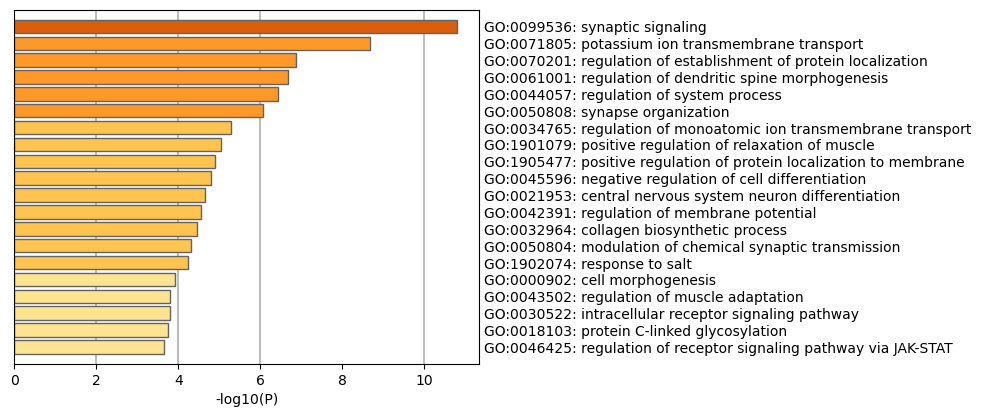 GO:0099536: synaptic signaling
GO:0071805: potassium ion transmembrane transport
GO:0070201: regulation of establishment of protein localization
GO:0061001: regulation of dendritic spine morphogenesis
GO:0044057: regulation of system process
GO:0050808: synapse organization
GO:0034765: regulation of monoatomic ion transmembrane transport
GO:1901079: positive regulation of relaxation of muscle
GO:1905477: positive regulation of protein localization to membrane
GO:0045596: negative regulation of cell differentiation
GO:0021953: central nervous system neuron differentiation
GO:0042391: regulation of membrane potential
GO:0032964: collagen biosynthetic process
GO:0050804: modulation of chemical synaptic transmission
GO:1902074: response to salt
GO:0000902: cell morphogenesis
GO:0043502: regulation of muscle adaptation
GO:0030522: intracellular receptor signaling pathway
GO:0018103: protein C-linked glycosylation
GO:0046425: regulation of receptor signaling pathway via JAK-STAT
0 2 4 6 8 10
-log10(P)